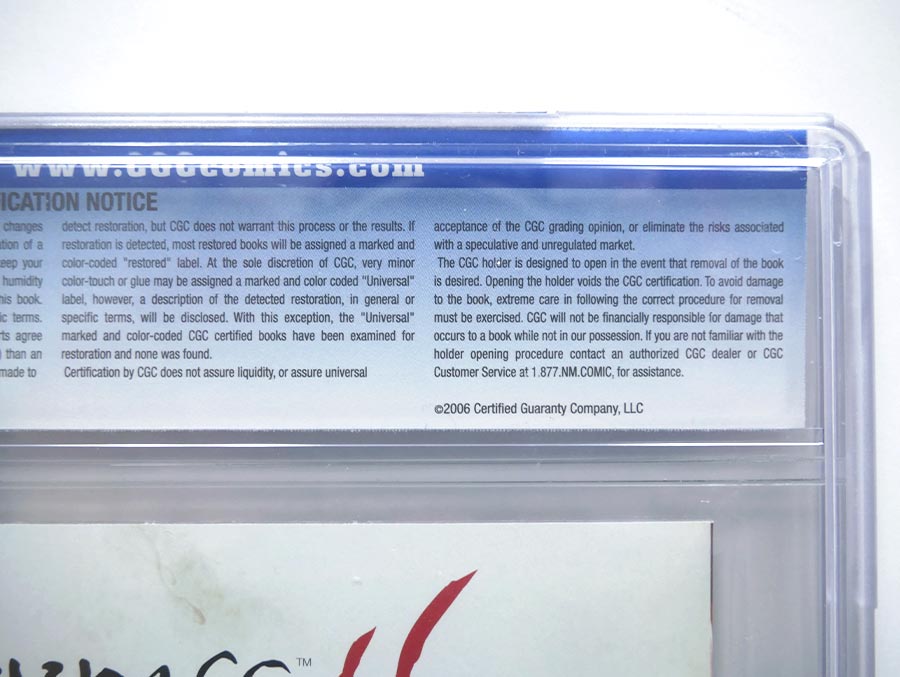 www.CGCcomics.com
ICATION NOTICE
changes
tion of a
eep your
humidity
his book.
ic terms.
rts agree
than an
made to
detect restoration, but CGC does not warrant this process or the results. If
restoration is detected, most restored books will be assigned a marked and
color-coded "restored" label. At the sole discretion of CGC, very minor
color-touch or glue may be assigned a marked and color coded "Universal"
label, however, a description of the detected restoration, in general or
specific terms, will be disclosed. With this exception, the "Universal"
marked and color-coded CGC certified books have been examined for
restoration and none was found.
Certification by CGC does not assure liquidity, or assure universal
acceptance of the CGC grading opinion, or eliminate the risks associated
with a speculative and unregulated market.
The CGC holder is designed to open in the event that removal of the book
is desired. Opening the holder voids the CGC certification. To avoid damage
to the book, extreme care in following the correct procedure for removal
must be exercised. CGC will not be financially responsible for damage that
occurs to a book while not in our possession. If you are not familiar with the
holder opening procedure contact an authorized CGC dealer or CGC
Customer Service at 1.877.NM.COMIC, for assistance.
©2006 Certified Guaranty Company, LLC
TM